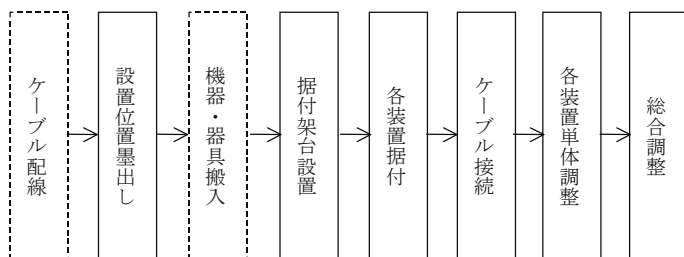 ケーブル配線
設置位置墨出し
機器・器具搬入
据付架台設置
各装置据付
ケーブル接続
各装置単体調整
総合調整